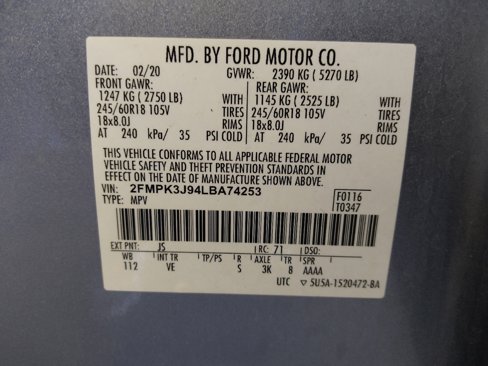 MFD. BY FORD MOTOR CO.
DATE: 02/20 GVWR: 2390 KG ( 5270 LB)
FRONT GAWR: REAR GAWR:
1247 KG ( 2750 LB) WITH 1145 KG ( 2525 LB) WITH
245/60R18 105V TIRES 245/60R18 105V TIRES
18x8.0J RIMS 18x8.0J RIMS
AT 240 kPa/ 35 PSI COLD AT 240 kPa/ 35 PSI COLD
THIS VEHICLE CONFORMS TO ALL APPLICABLE FEDERAL MOTOR
VEHICLE SAFETY AND THEFT PREVENTION STANDARDS IN
EFFECT ON THE DATE OF MANUFACTURE SHOWN ABOVE.
VIN: 2FMPK3J94LBA74253 F0116
TYPE: MPV T0347
EXT PNT: JS RC: 71 DSO:
WB INT TR TP/PS R AXLE TR SPR
112 VE S 3K 8 AAAA
UTC ▽ 5U5A-1520472-BA